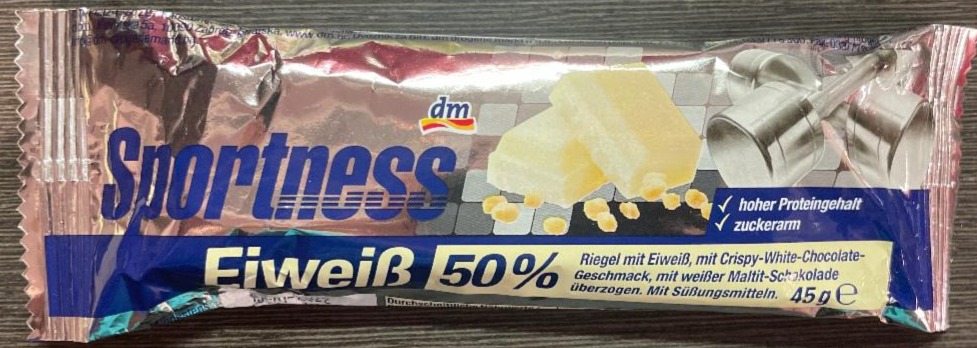 dm
Sportness
✓ hoher Proteingehalt
✓ zuckerarm
Eiweiß 50%
Riegel mit Eiweiß, mit Crispy-White-Chocolate-
Geschmack, mit weißer Maltit-Schokolade
überzogen. Mit Süßungsmitteln. 45 g e